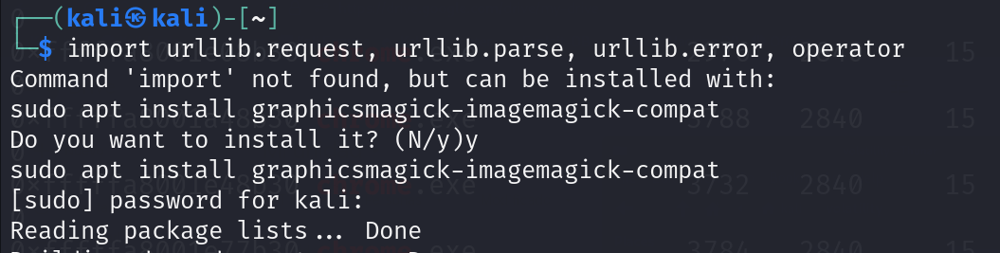 ┌──(kali㉿kali)-[~]
└─$ import urllib.request, urllib.parse, urllib.error, operator
Command 'import' not found, but can be installed with:
sudo apt install graphicsmagick-imagemagick-compat
Do you want to install it? (N/y)y
sudo apt install graphicsmagick-imagemagick-compat
[sudo] password for kali:
Reading package lists... Done